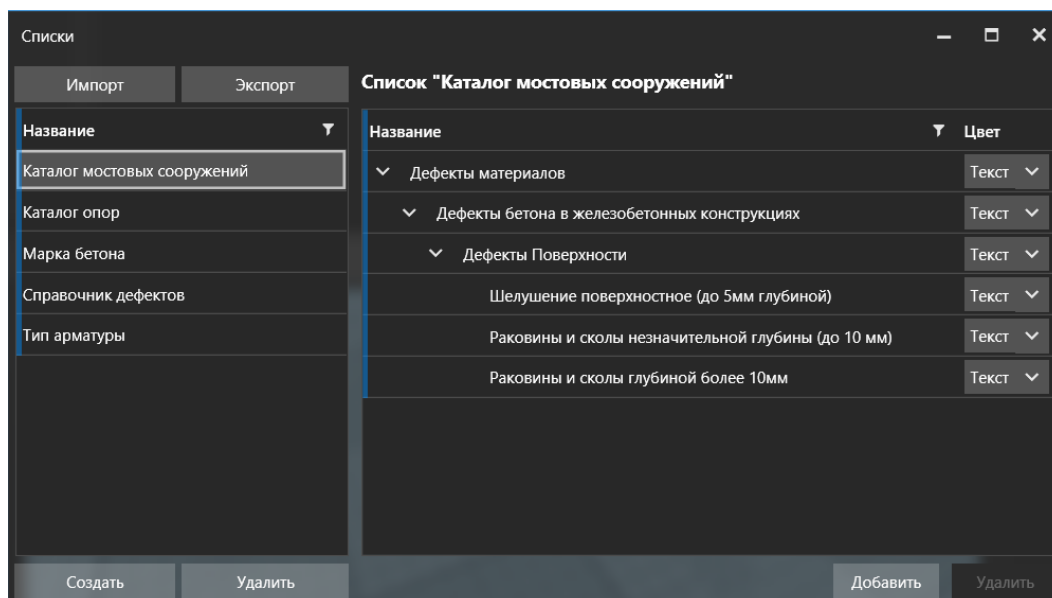 Списки
Импорт Экспорт
Список "Каталог мостовых сооружений"
Название
Каталог мостовых сооружений
Каталог опор
Марка бетона
Справочник дефектов
Тип арматуры
Название Цвет
Дефекты материалов Текст
Дефекты бетона в железобетонных конструкциях Текст
Дефекты Поверхности Текст
Шелушение поверхностное (до 5мм глубиной) Текст
Раковины и сколы незначительной глубины (до 10 мм) Текст
Раковины и сколы глубиной более 10мм Текст
Создать Удалить
Добавить Удалить